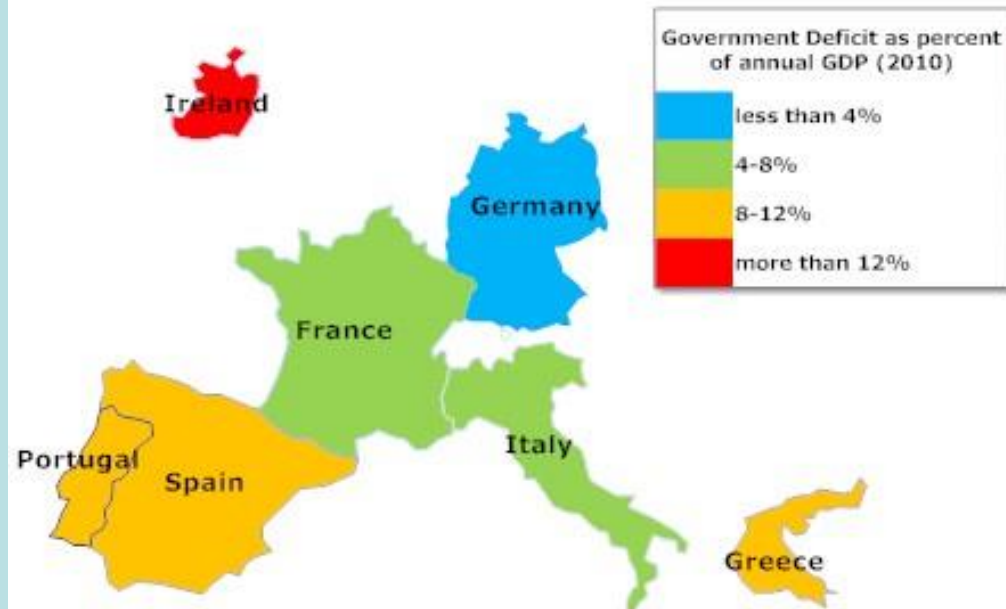 Government Deficit as percent
of annual GDP (2010)
less than 4%
4-8%
8-12%
more than 12%
Ireland
Germany
France
Italy
Portugal
Spain
Greece